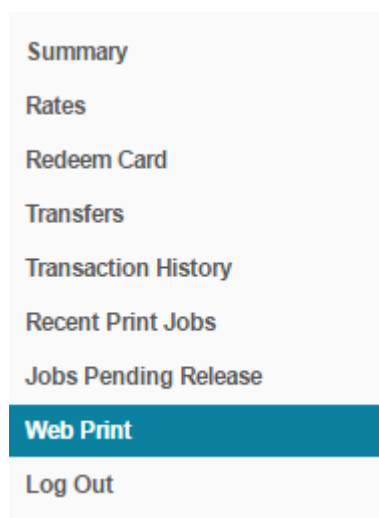 Summary
Rates
Redeem Card
Transfers
Transaction History
Recent Print Jobs
Jobs Pending Release
Web Print
Log Out